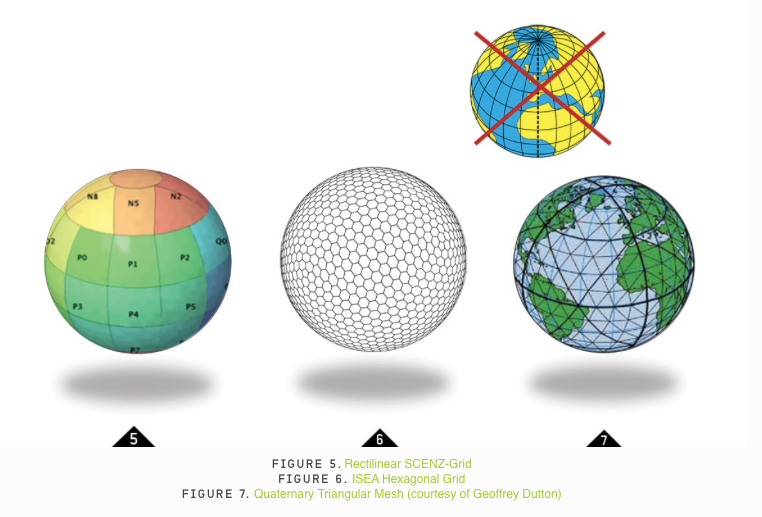 N8 N5 N2
O2 P0 P1 P2 Q0
P3 P4 P5
P7
5 6 7
FIGURE 5. Rectilinear SCENZ-Grid
FIGURE 6. ISEA Hexagonal Grid
FIGURE 7. Quaternary Triangular Mesh (courtesy of Geoffrey Dutton)